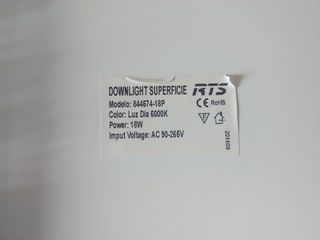 DOWNLIGHT SUPERFICIE RTS
Modelo: 844674-18P
Color: Luz Dia 6000K
Power: 18W
Imput Voltage: AC 90-265V
CE RoHS
201609